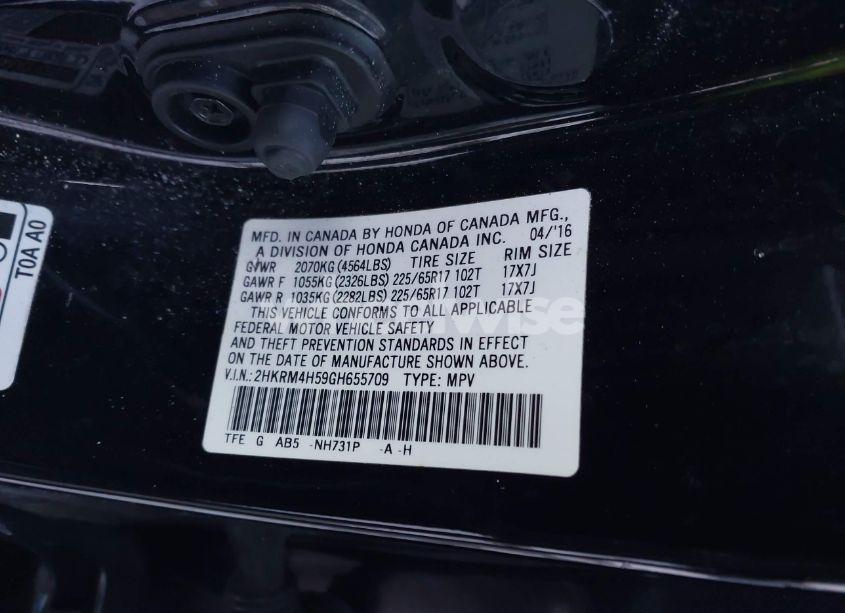 MFD. IN CANADA BY HONDA OF CANADA MFG.,
A DIVISION OF HONDA CANADA INC. 04/'16
GVWR 2070KG (4564LBS) TIRE SIZE RIM SIZE
GAWR F 1055KG (2326LBS) 225/65R17 102T 17X7J
GAWR R 1035KG (2282LBS) 225/65R17 102T 17X7J
THIS VEHICLE CONFORMS TO ALL APPLICABLE
FEDERAL MOTOR VEHICLE SAFETY
AND THEFT PREVENTION STANDARDS IN EFFECT
ON THE DATE OF MANUFACTURE SHOWN ABOVE.
V.I.N.: 2HKRM4H59GH655709 TYPE: MPV
TFE G AB5 -NH731P -A -H
T0A A0